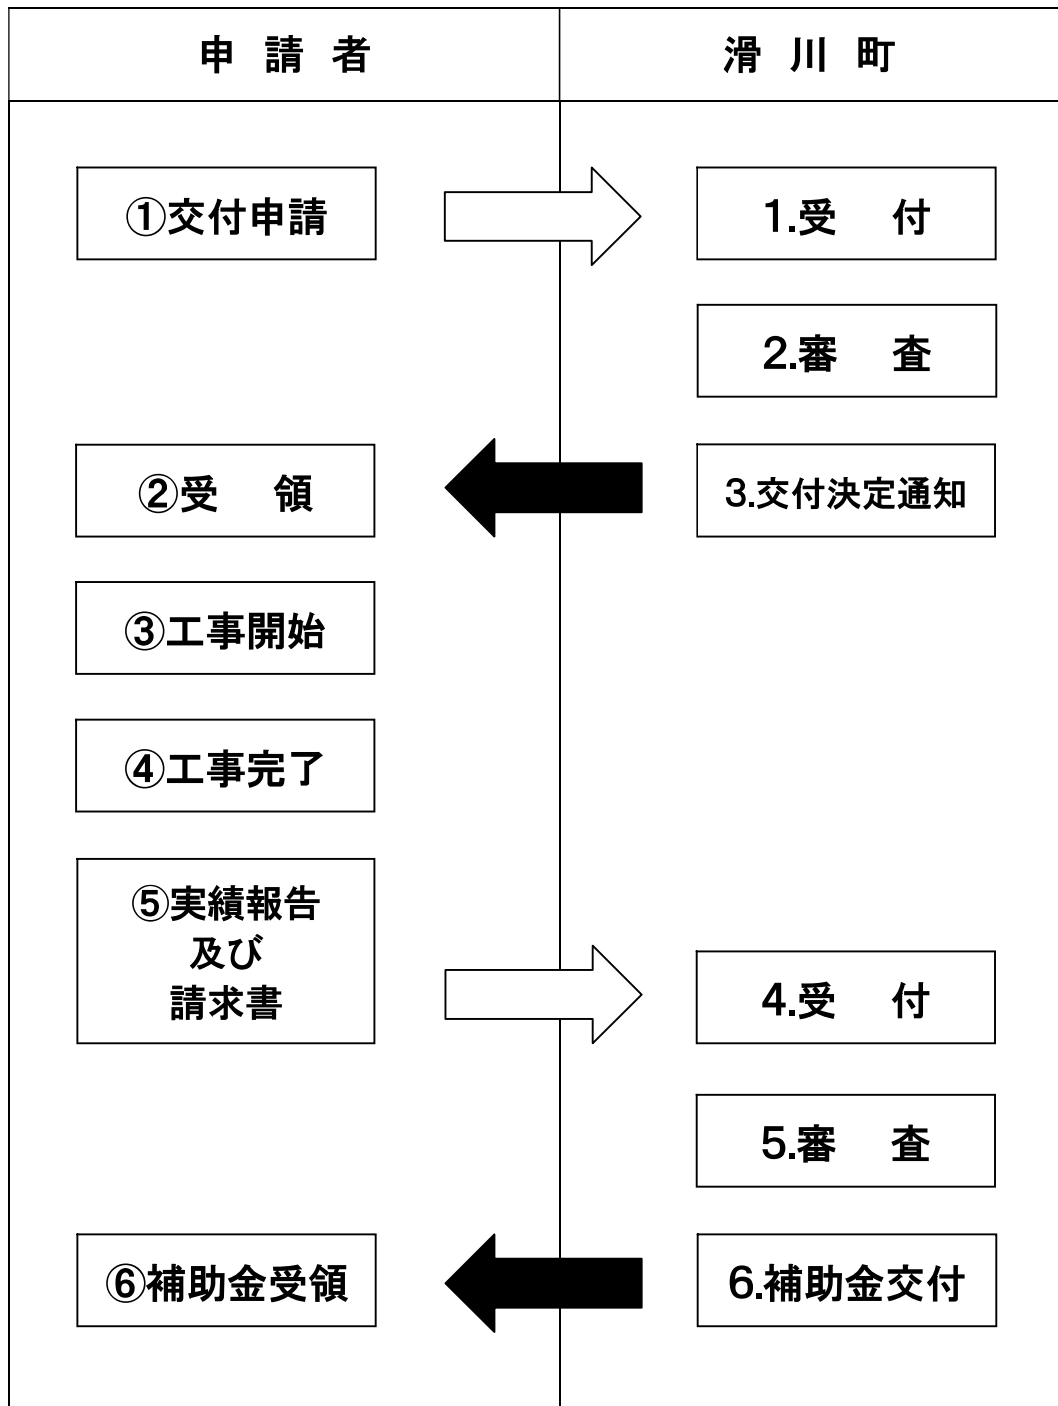 申 請 者
滑 川 町
①交付申請
1.受 付
2.審 査
②受 領
3.交付決定通知
③工事開始
④工事完了
⑤実績報告
及び
請求書
4.受 付
5.審 査
⑥補助金受領
6.補助金交付